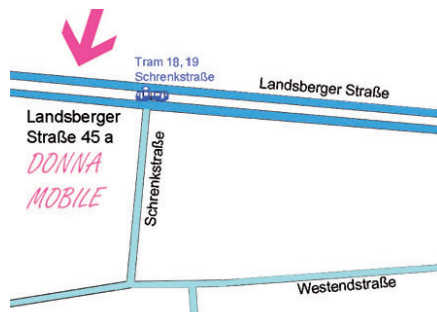 Tram 18, 19
Schrenkstraße
Landsberger Straße
Landsberger
Straße 45 a
DONNA
MOBILE
Schrenkstraße
Westendstraße